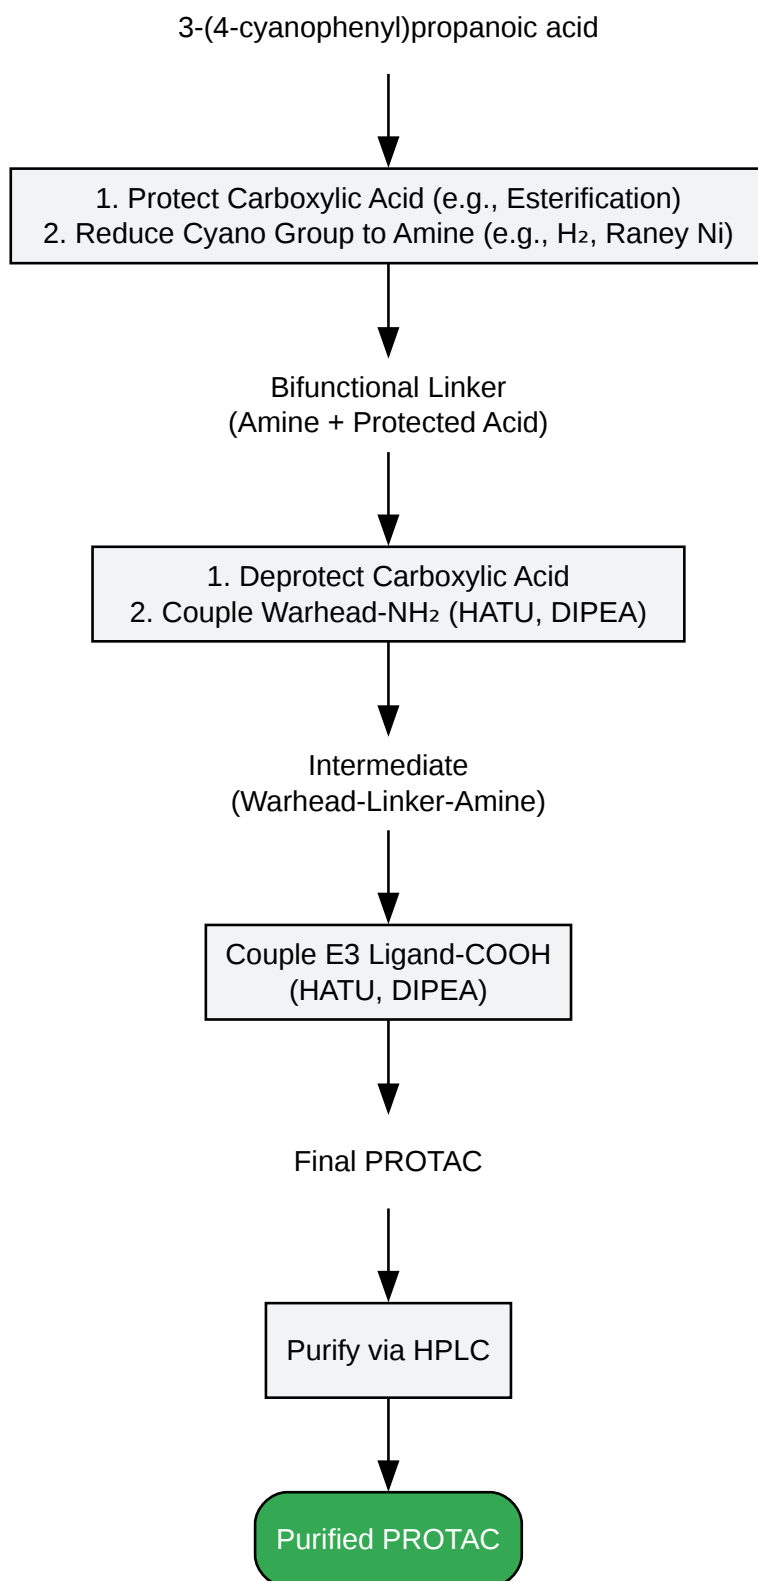 3-(4-cyanophenyl)propanoic acid
1. Protect Carboxylic Acid (e.g., Esterification)
2. Reduce Cyano Group to Amine (e.g., H₂, Raney Ni)
Bifunctional Linker
(Amine + Protected Acid)
1. Deprotect Carboxylic Acid
2. Couple Warhead-NH₂ (HATU, DIPEA)
Intermediate
(Warhead-Linker-Amine)
Couple E3 Ligand-COOH
(HATU, DIPEA)
Final PROTAC
Purify via HPLC
Purified PROTAC